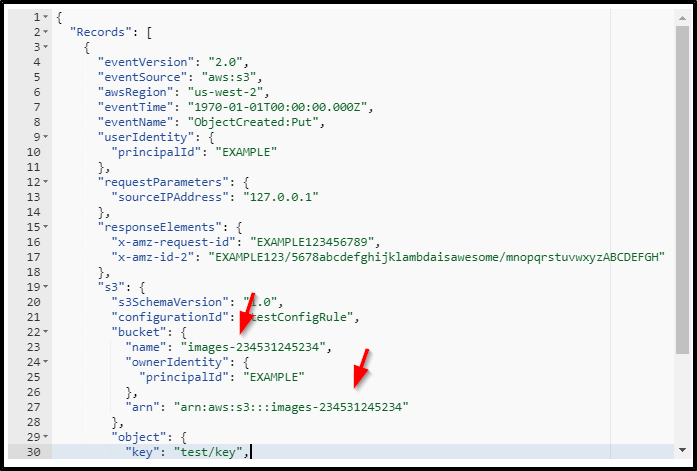 1 {
2 "Records": [
3 {
4 "eventVersion": "2.0",
5 "eventSource": "aws:s3",
6 "awsRegion": "us-west-2",
7 "eventTime": "1970-01-01T00:00:00.000Z",
8 "eventName": "ObjectCreated:Put",
9 "userIdentity": {
10 "principalId": "EXAMPLE"
11 },
12 "requestParameters": {
13 "sourceIPAddress": "127.0.0.1"
14 },
15 "responseElements": {
16 "x-amz-request-id": "EXAMPLE123456789",
17 "x-amz-id-2": "EXAMPLE123/5678abcdefghijklambdaisawesome/mnopqrstuvwxyzABCDEFGH"
18 },
19 "s3": {
20 "s3SchemaVersion": "1.0",
21 "configurationId": "testConfigRule",
22 "bucket": {
23 "name": "images-234531245234",
24 "ownerIdentity": {
25 "principalId": "EXAMPLE"
26 },
27 "arn": "arn:aws:s3:::images-234531245234"
28 },
29 "object": {
30 "key": "test/key",